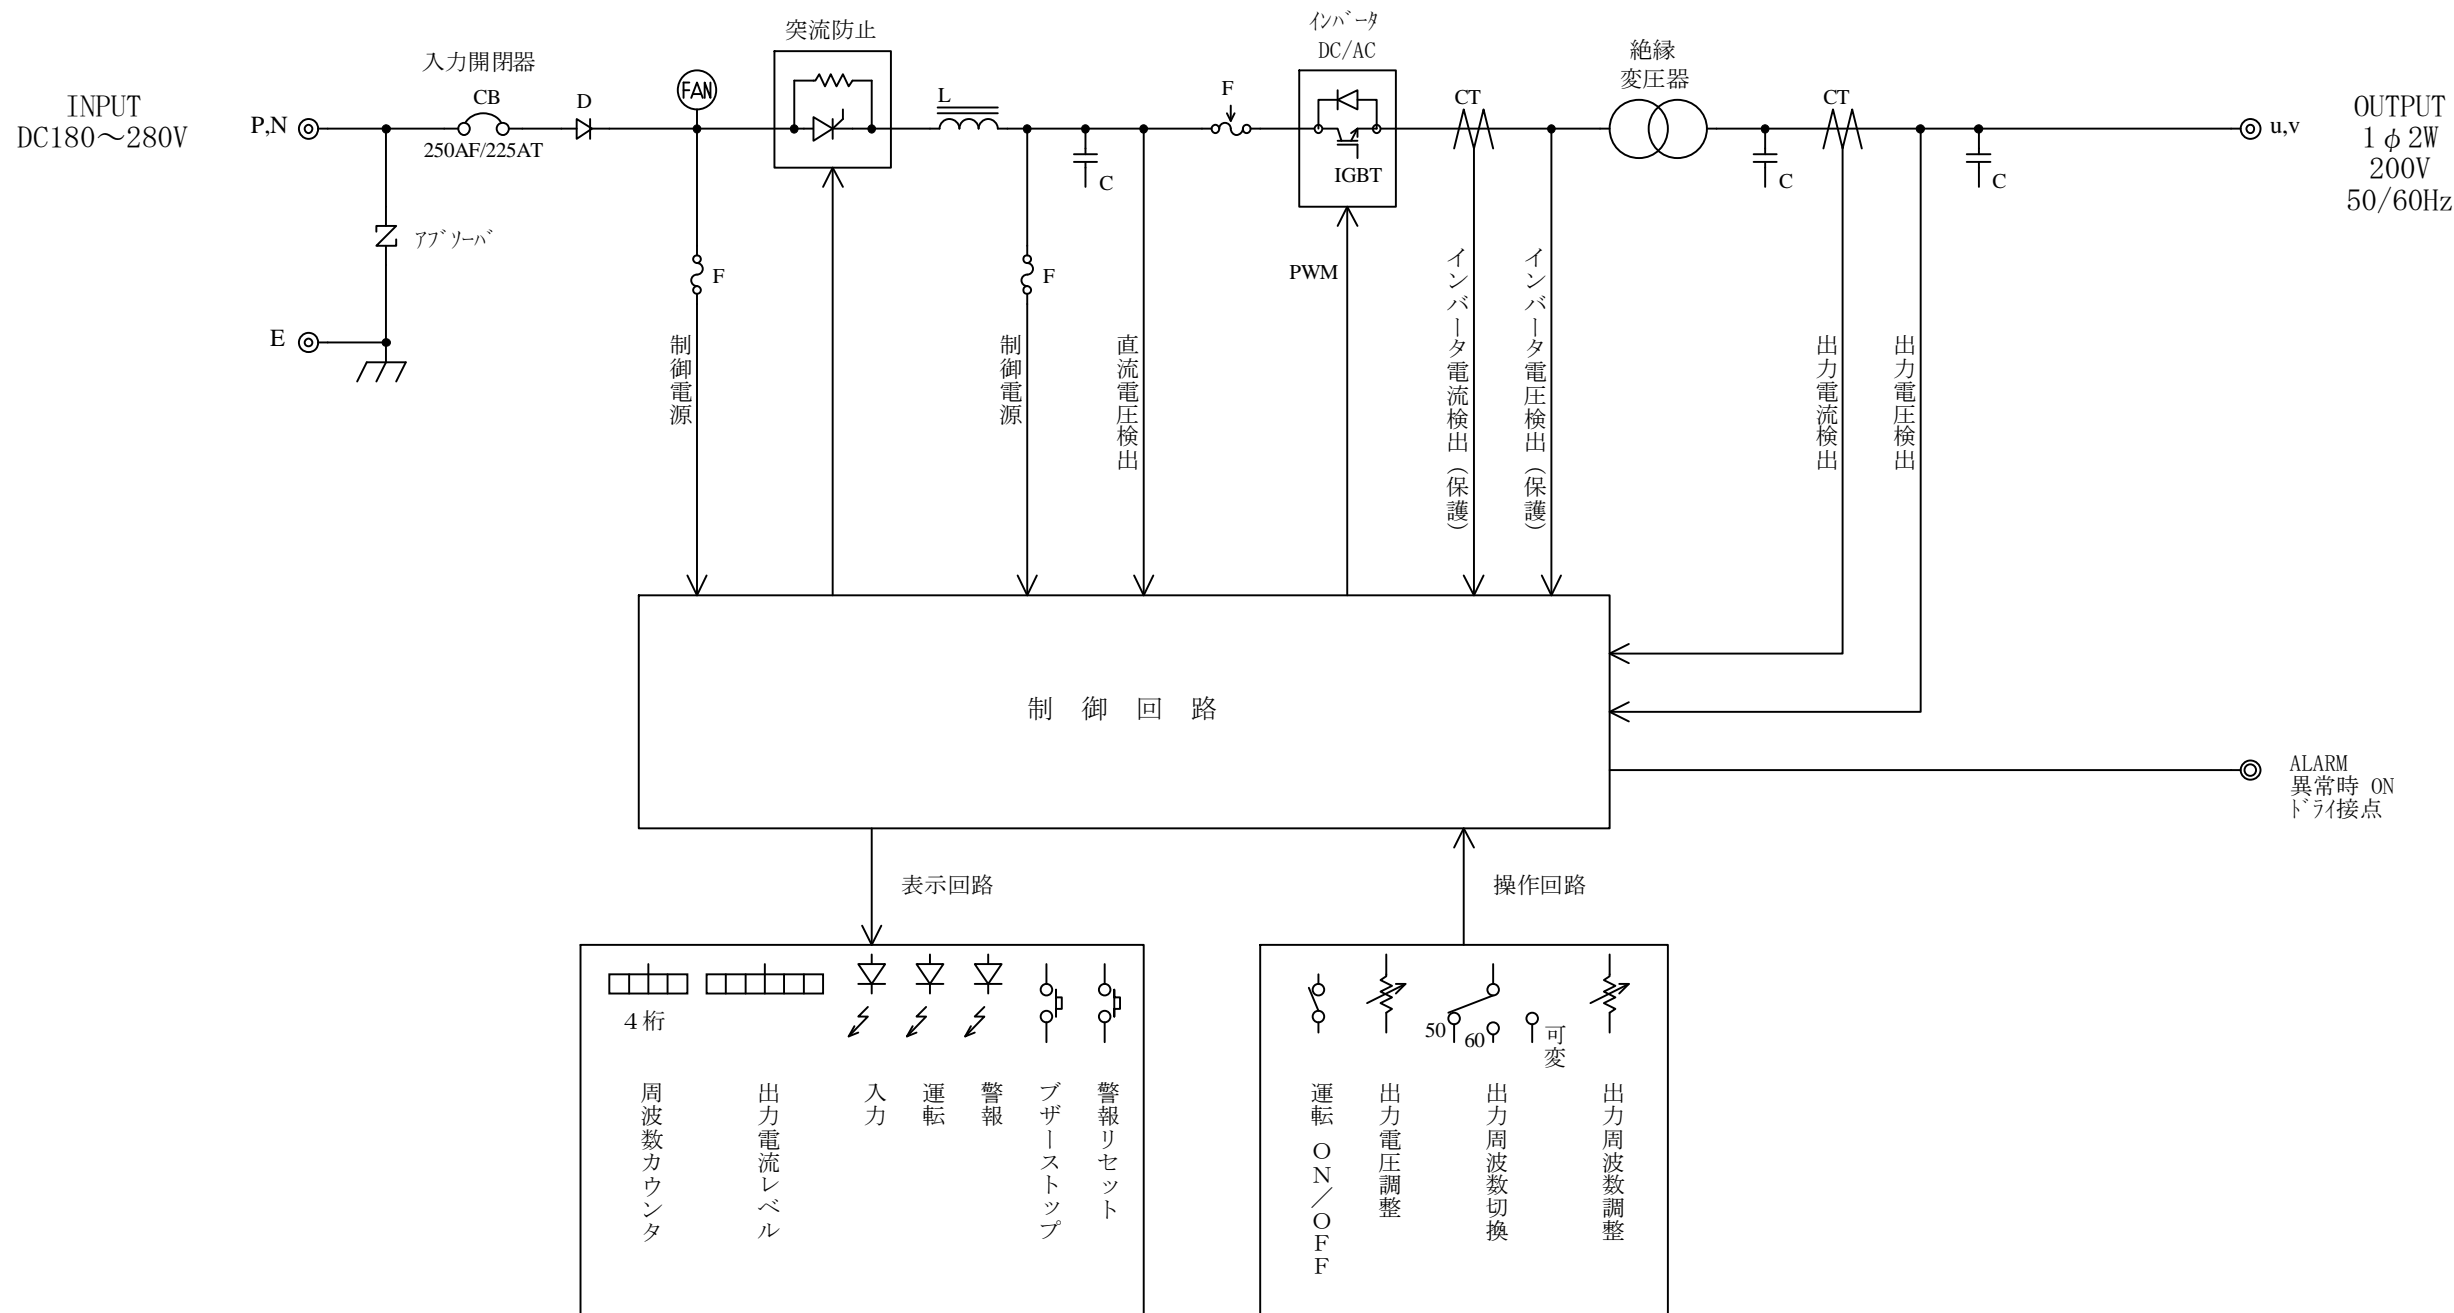 INPUT
DC180～280V
P,N
E
入力開閉器
CB
250AF/225AT
D
ｱﾌﾞｿｰﾊﾞ
FAN
F
制御電源
突流防止
L
F
制御電源
C
直流電圧検出
F
ｲﾝﾊﾞｰﾀ
DC/AC
IGBT
PWM
CT
インバータ電流検出（保護）
インバータ電圧検出（保護）
絶縁
変圧器
C
CT
出力電流検出
出力電圧検出
C
u,v
OUTPUT
1φ2W
200V
50/60Hz
制御回路
ALARM
異常時 ON
ﾄﾞﾗｲ接点
表示回路
操作回路
４桁
周波数カウンタ
出力電流レベル
入力
運転
警報
ブザーストップ
警報リセット
運転 ON／OFF
出力電圧調整
50
60
可変
出力周波数切換
出力周波数調整